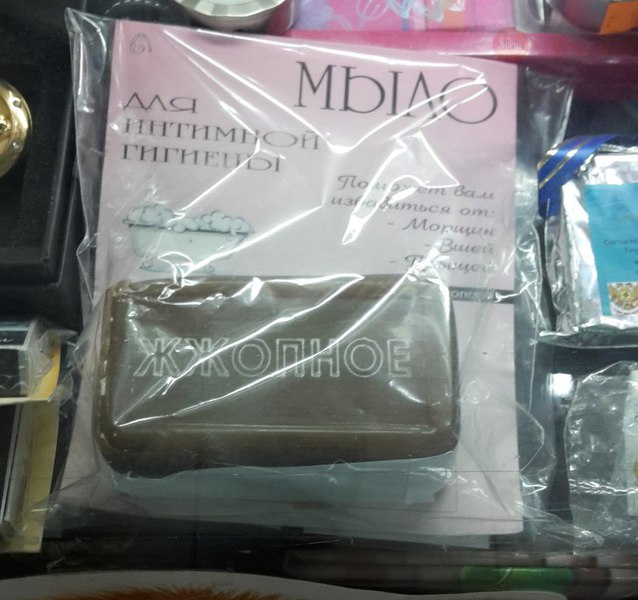 МЫЛО
ДЛЯ
ИНТИМНОЙ
ГИГИЕНЫ
Поможет вам
избавиться от:
- Морщин
- Вшей
ЖЖОПНОЕ